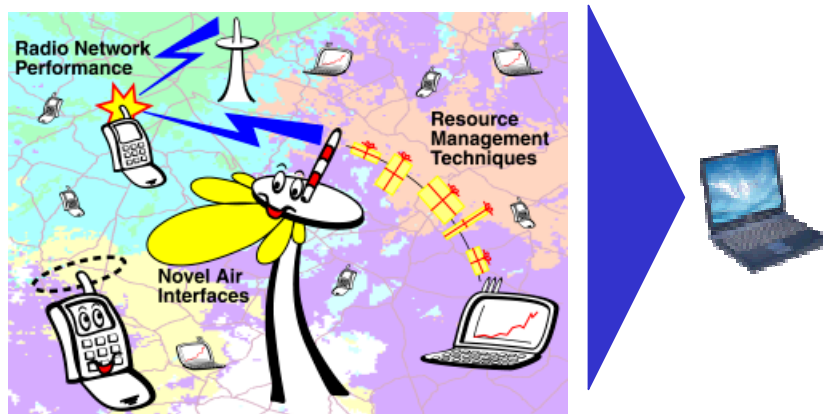 Radio Network
Performance
Resource
Management
Techniques
Novel Air
Interfaces